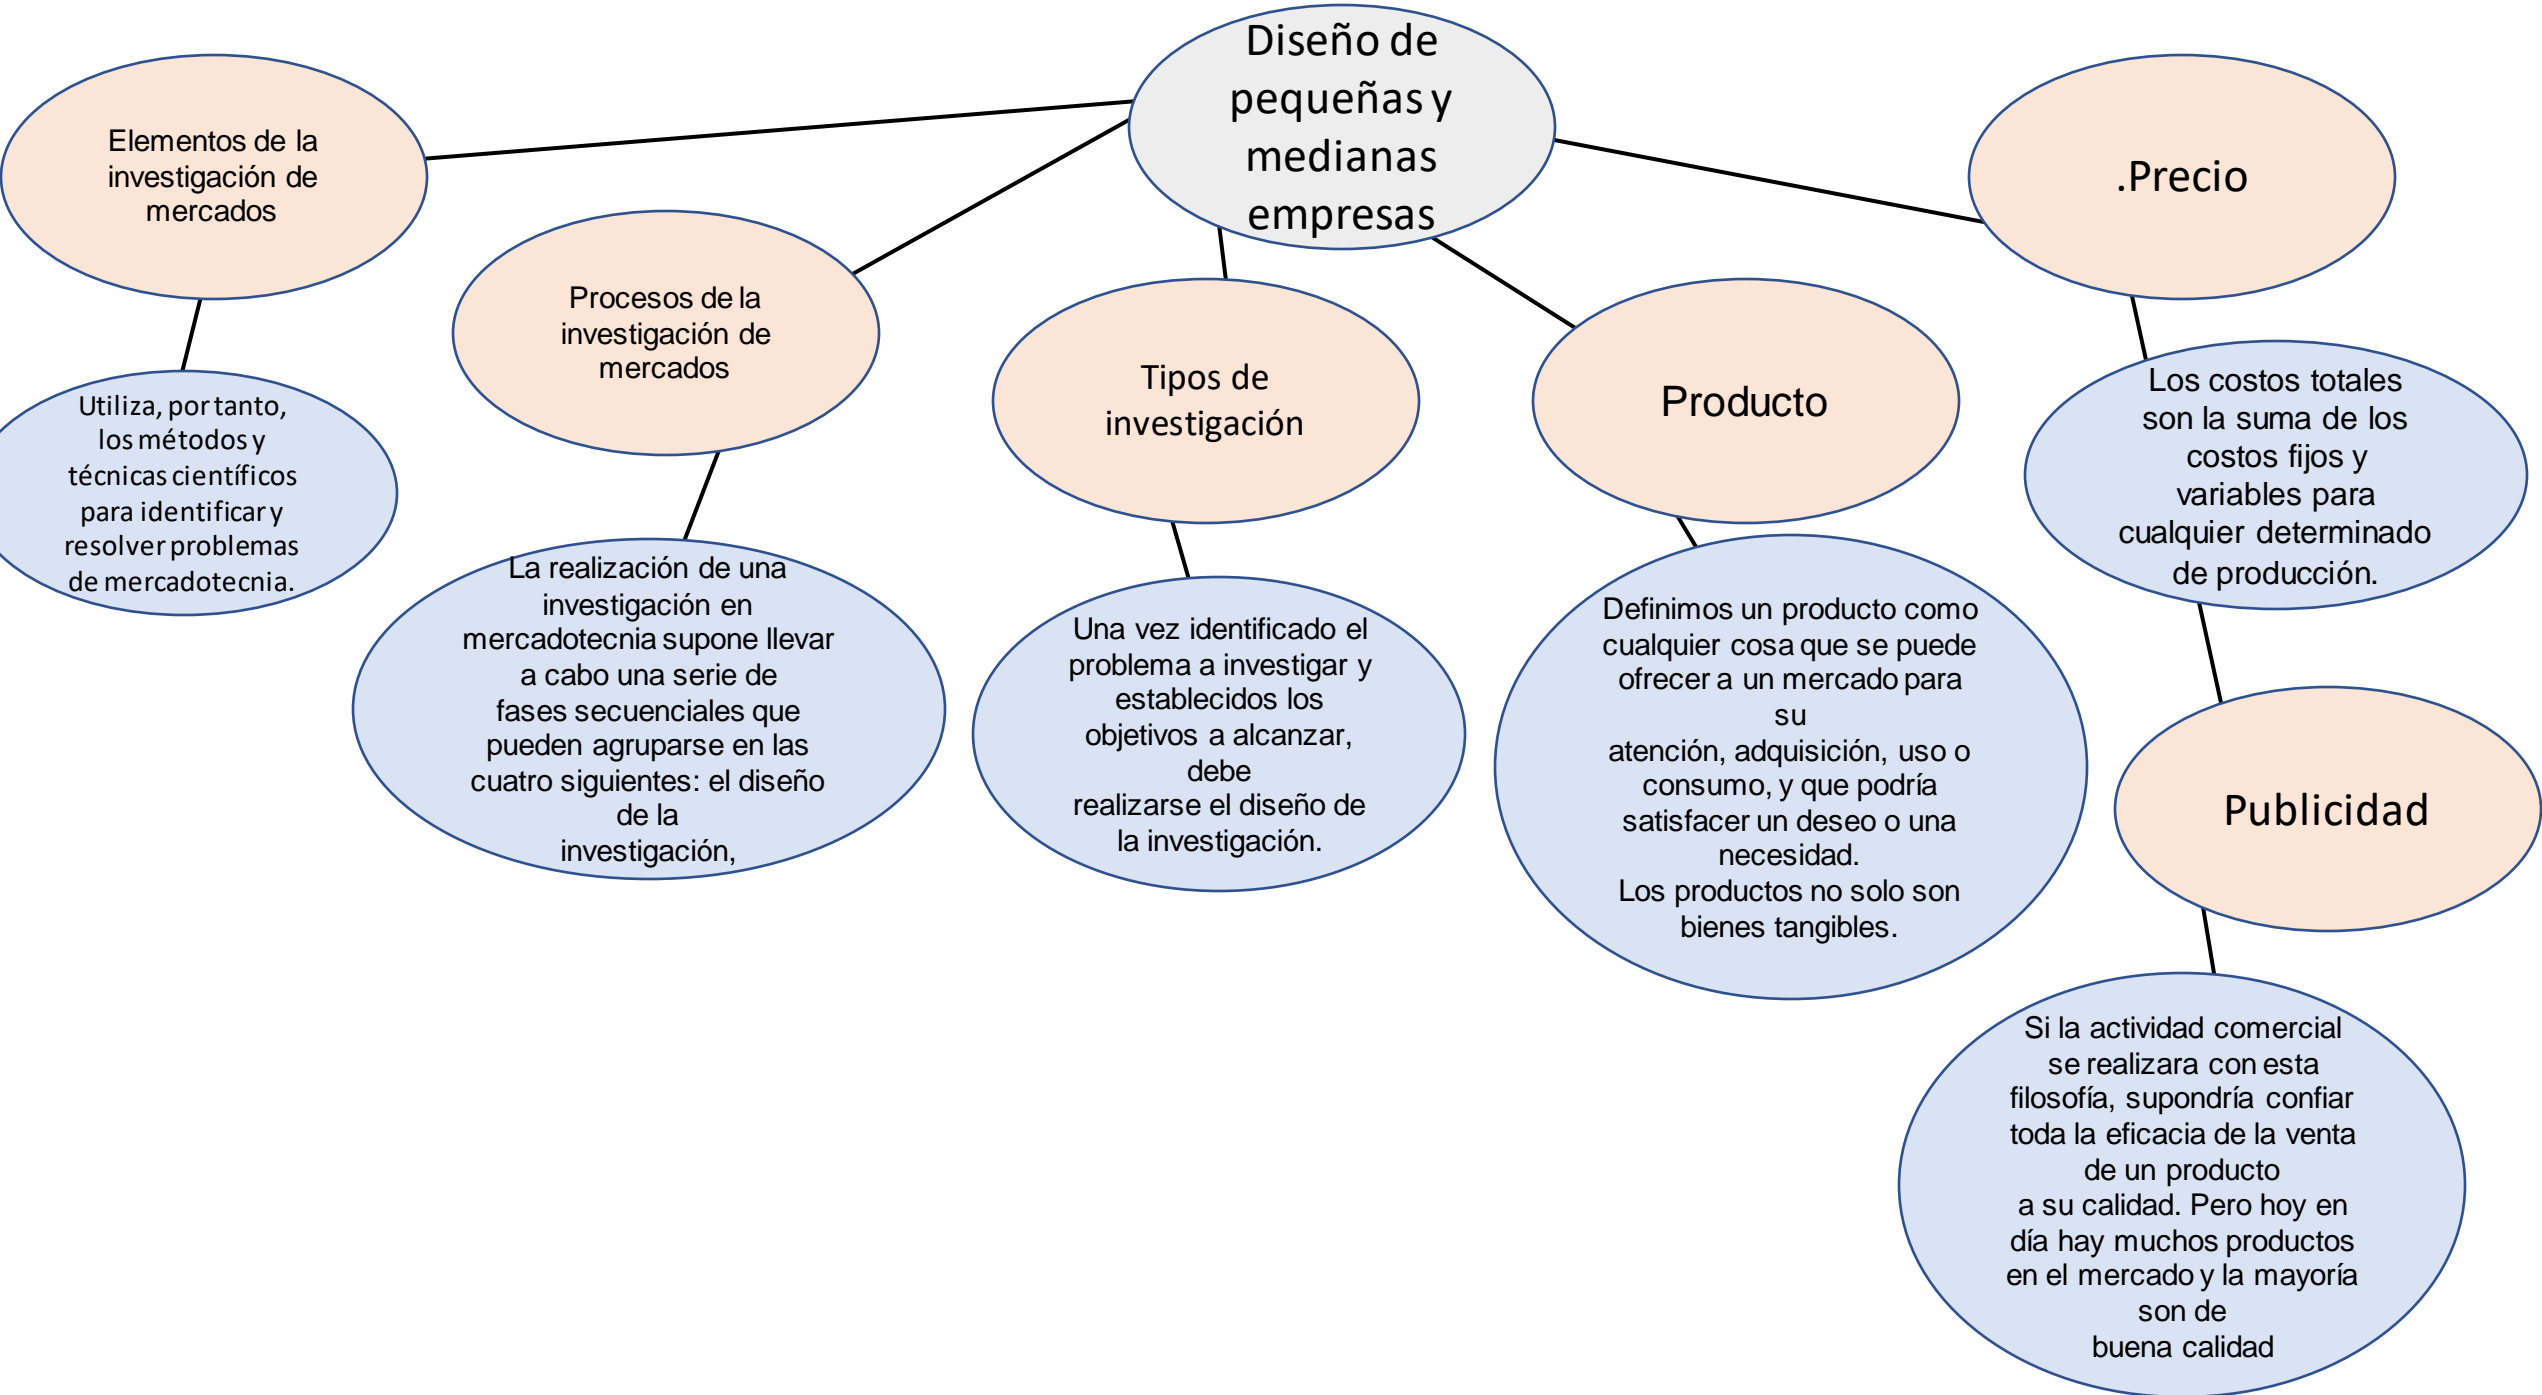 Diseño de
pequeñas y
medianas
empresas
Elementos de la
investigación de
mercados
Utiliza, por tanto,
los métodos y
técnicas científicos
para identificar y
resolver problemas
de mercadotecnia.
Procesos de la
investigación de
mercados
La realización de una
investigación en
mercadotecnia supone llevar
a cabo una serie de
fases secuenciales que
pueden agruparse en las
cuatro siguientes: el diseño
de la
investigación,
Tipos de
investigación
Una vez identificado el
problema a investigar y
establecidos los
objetivos a alcanzar,
debe
realizarse el diseño de
la investigación.
Producto
Definimos un producto como
cualquier cosa que se puede
ofrecer a un mercado para
su
atención, adquisición, uso o
consumo, y que podría
satisfacer un deseo o una
necesidad.
Los productos no solo son
bienes tangibles.
.Precio
Los costos totales
son la suma de los
costos fijos y
variables para
cualquier determinado
de producción.
Publicidad
Si la actividad comercial
se realizara con esta
filosofía, supondría confiar
toda la eficacia de la venta
de un producto
a su calidad. Pero hoy en
día hay muchos productos
en el mercado y la mayoría
son de
buena calidad